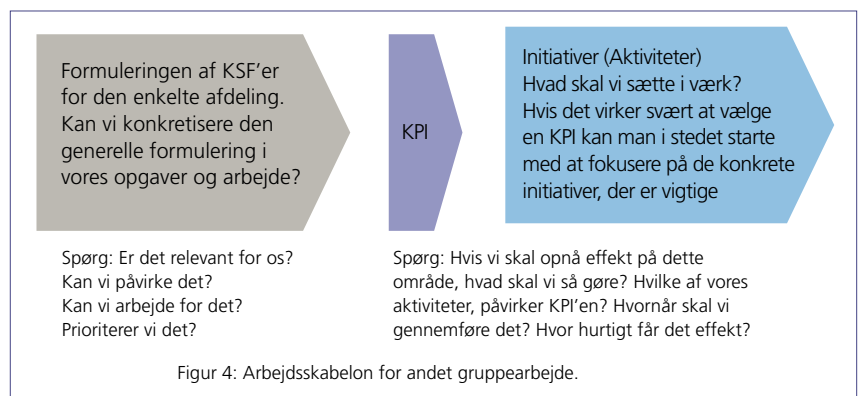 Formuleringen af KSF'er
for den enkelte afdeling.
Kan vi konkretisere den
generelle formulering i
vores opgaver og arbejde?
KPI
Initiativer (Aktiviteter)
Hvad skal vi sætte i værk?
Hvis det virker svært at vælge
en KPI kan man i stedet starte
med at fokusere på de konkrete
initiativer, der er vigtige
Spørg: Er det relevant for os?
Kan vi påvirke det?
Kan vi arbejde for det?
Prioriterer vi det?
Spørg: Hvis vi skal opnå effekt på dette
område, hvad skal vi så gøre? Hvilke af vores
aktiviteter, påvirker KPI'en? Hvornår skal vi
gennemføre det? Hvor hurtigt får det effekt?
Figur 4: Arbejdsskabelon for andet gruppearbejde.